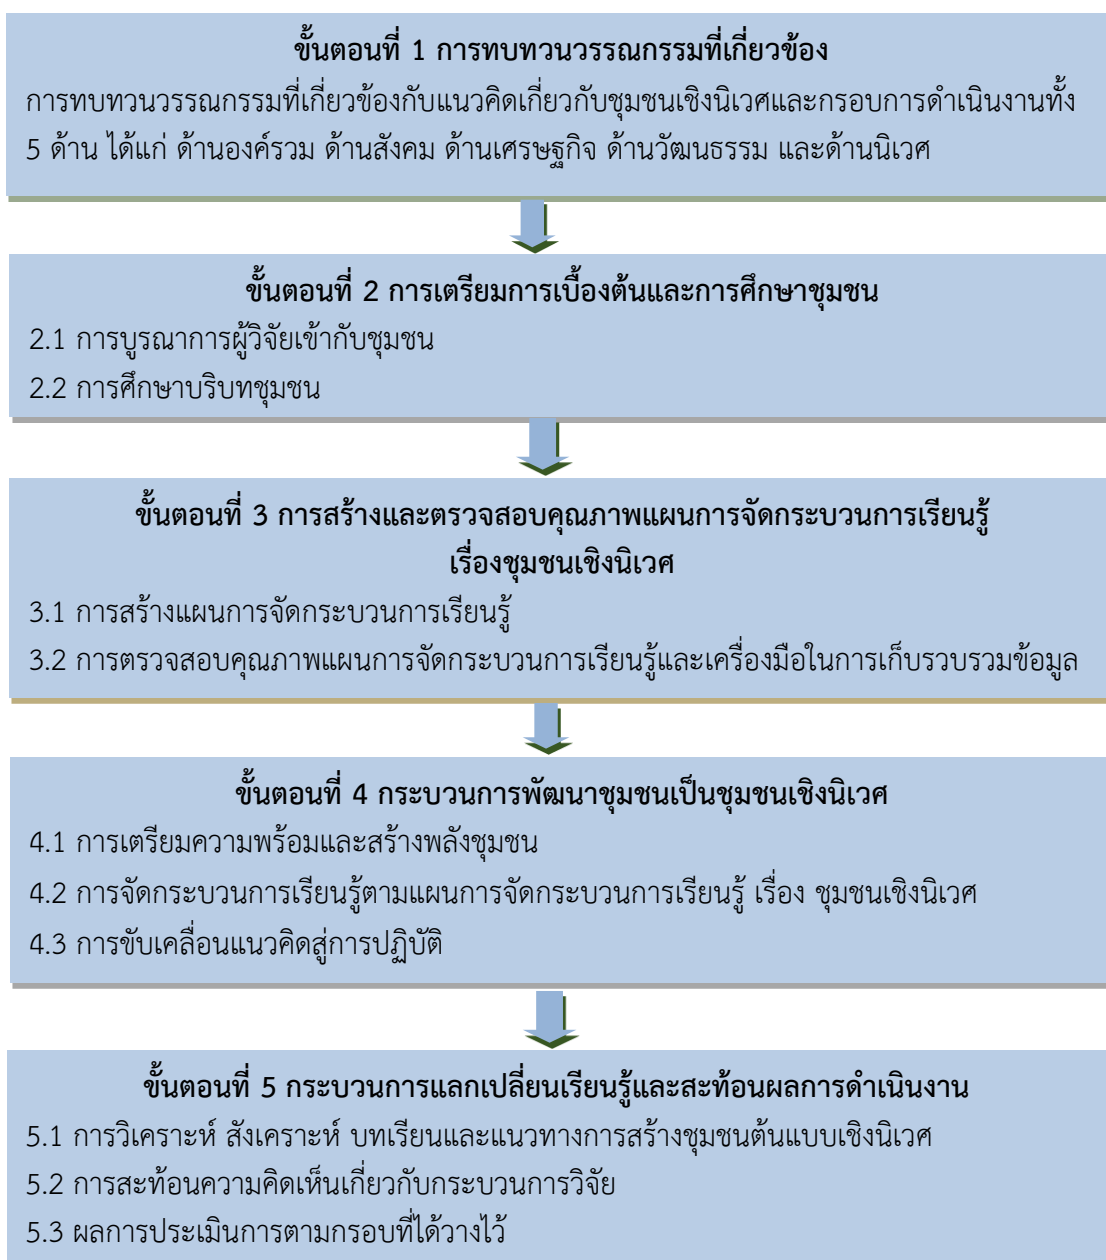 ขั้นตอนที่ 1 การทบทวนวรรณกรรมที่เกี่ยวข้อง
การทบทวนวรรณกรรมที่เกี่ยวข้องกับแนวคิดเกี่ยวกับชุมชนเชิงนิเวศและกรอบการดำเนินงานทั้ง
5 ด้าน ได้แก่ ด้านองค์รวม ด้านสังคม ด้านเศรษฐกิจ ด้านวัฒนธรรม และด้านนิเวศ
ขั้นตอนที่ 2 การเตรียมการเบื้องต้นและการศึกษาชุมชน
2.1 การบูรณาการผู้วิจัยเข้ากับชุมชน
2.2 การศึกษาบริบทชุมชน
ขั้นตอนที่ 3 การสร้างและตรวจสอบคุณภาพแผนการจัดกระบวนการเรียนรู้
เรื่องชุมชนเชิงนิเวศ
3.1 การสร้างแผนการจัดกระบวนการเรียนรู้
3.2 การตรวจสอบคุณภาพแผนการจัดกระบวนการเรียนรู้และเครื่องมือในการเก็บรวบรวมข้อมูล
ขั้นตอนที่ 4 กระบวนการพัฒนาชุมชนเป็นชุมชนเชิงนิเวศ
4.1 การเตรียมความพร้อมและสร้างพลังชุมชน
4.2 การจัดกระบวนการเรียนรู้ตามแผนการจัดกระบวนการเรียนรู้ เรื่อง ชุมชนเชิงนิเวศ
4.3 การขับเคลื่อนแนวคิดสู่การปฏิบัติ
ขั้นตอนที่ 5 กระบวนการแลกเปลี่ยนเรียนรู้และสะท้อนผลการดำเนินงาน
5.1 การวิเคราะห์ สังเคราะห์ บทเรียนและแนวทางการสร้างชุมชนต้นแบบเชิงนิเวศ
5.2 การสะท้อนความคิดเห็นเกี่ยวกับกระบวนการวิจัย
5.3 ผลการประเมินการตามกรอบที่ได้วางไว้